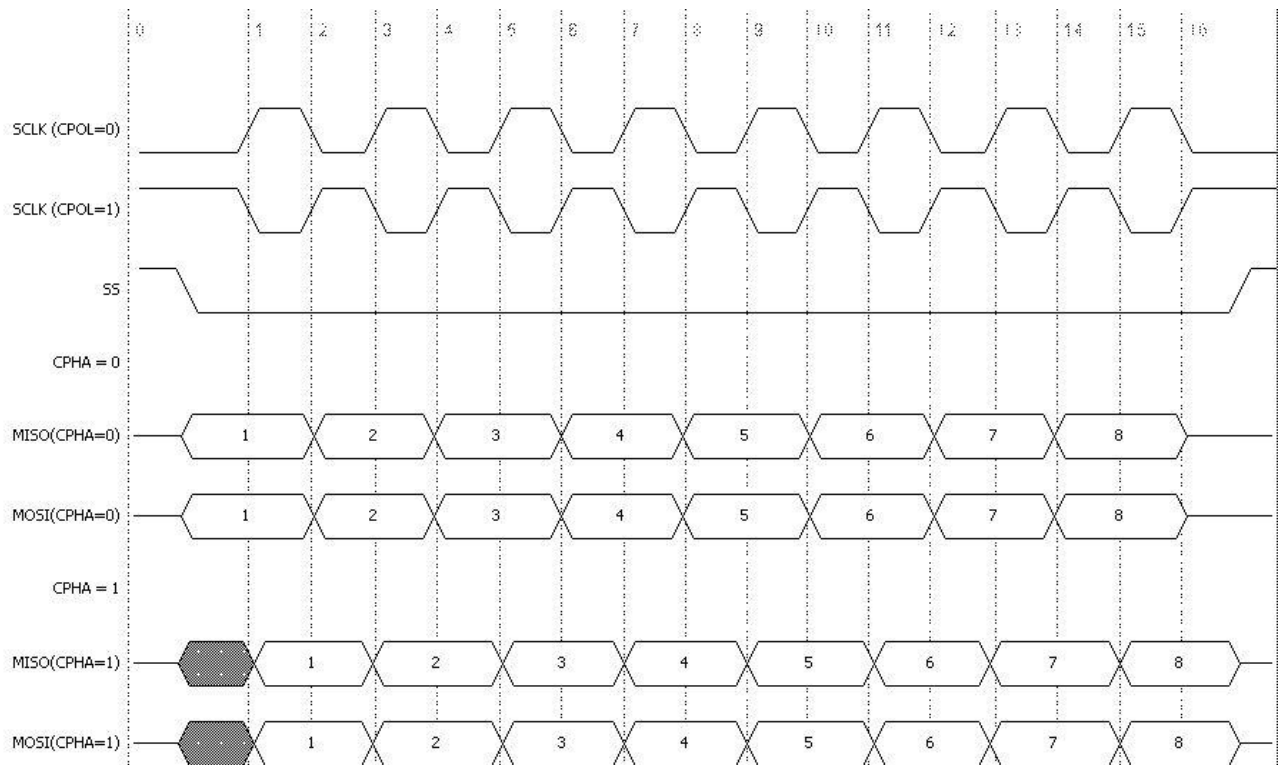 0 1 2 3 4 5 6 7 8 9 10 11 12 13 14 15 16
SCLK (CPOL=0)
SCLK (CPOL=1)
SS
CPHA = 0
MISO(CPHA=0) 1 2 3 4 5 6 7 8
MOSI(CPHA=0) 1 2 3 4 5 6 7 8
CPHA = 1
MISO(CPHA=1) 1 2 3 4 5 6 7 8
MOSI(CPHA=1) 1 2 3 4 5 6 7 8